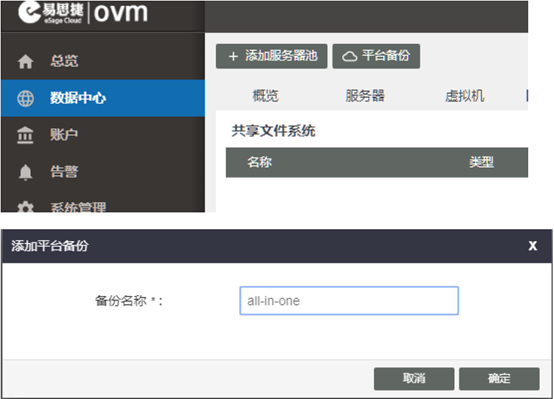 易思捷 eSage Cloud | ovm
总览
数据中心
账户
告警
系统管理
+ 添加服务器池 平台备份
概览 服务器 虚拟机
共享文件系统
名称 类型
添加平台备份 X
备份名称 * : all-in-one
取消 确定